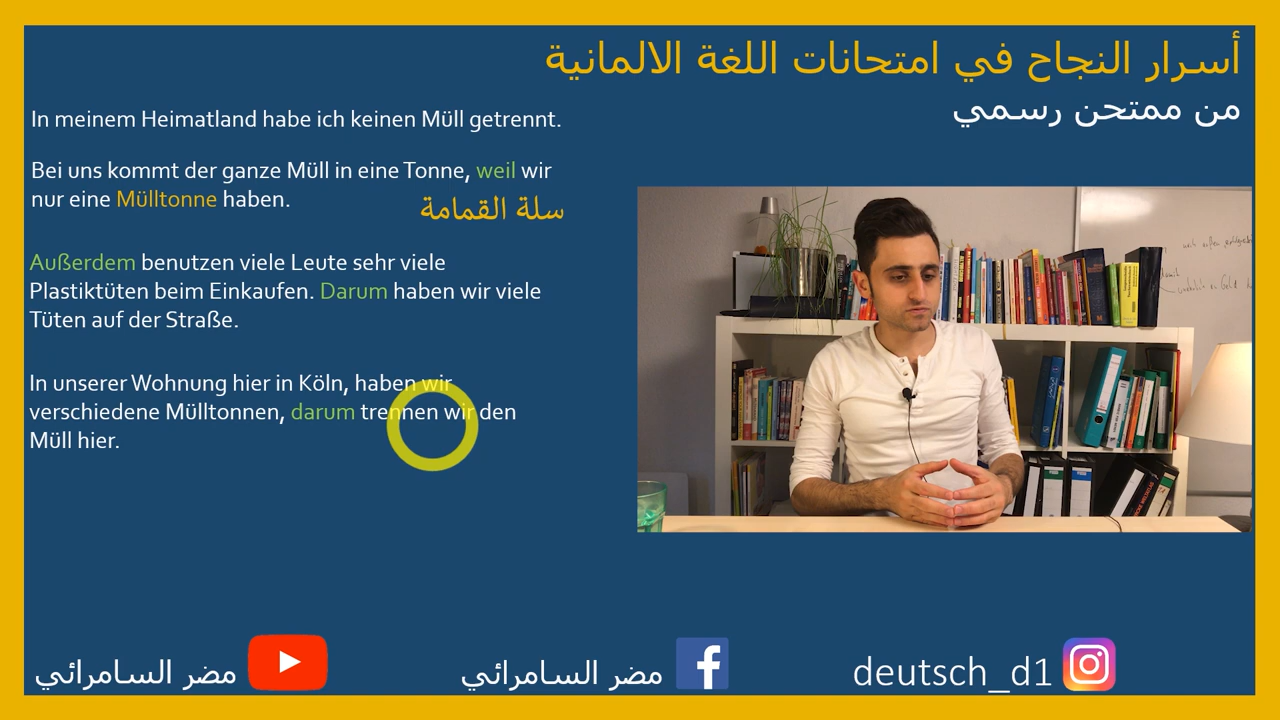 أسرار النجاح في امتحانات اللغة الالمانية
من ممتحن رسمي
In meinem Heimatland habe ich keinen Müll getrennt.
Bei uns kommt der ganze Müll in eine Tonne, weil wir
nur eine Mülltonne haben.
سلة القمامة
Außerdem benutzen viele Leute sehr viele
Plastiktüten beim Einkaufen. Darum haben wir viele
Tüten auf der Straße.
In unserer Wohnung hier in Köln, haben wir
verschiedene Mülltonnen, darum trennen wir den
Müll hier.
مضر السامرائي
مضر السامرائي
deutsch_d1